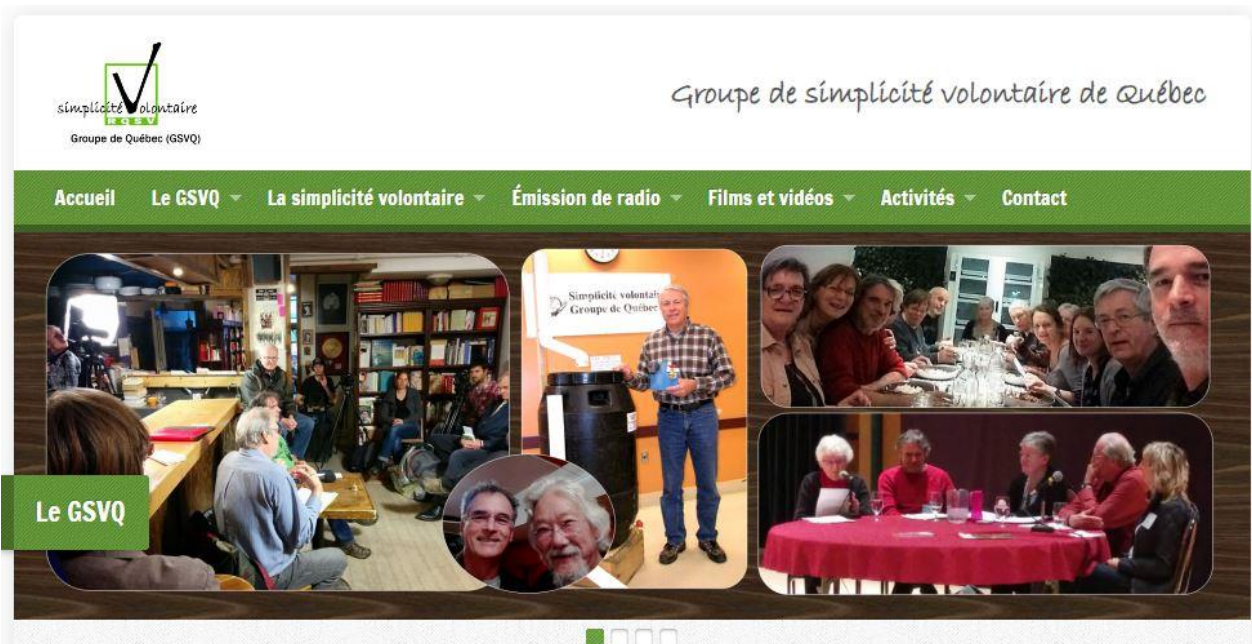 simplicité volontaire
RQSV
Groupe de Québec (GSVQ)
Groupe de simplicité volontaire de Québec
Accueil Le GSVQ La simplicité volontaire Émission de radio Films et vidéos Activités Contact
Simplicité volontai
Groupe de Québec
Le GSVQ